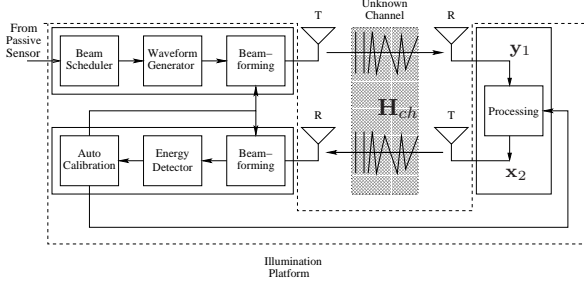 Unknown
Channel
From
Passive
Sensor
T
R
Beam
Scheduler
Waveform
Generator
Beam–
forming
y1
H_ch
Processing
R
T
Auto
Calibration
Energy
Detector
Beam–
forming
x2
Illumination
Platform